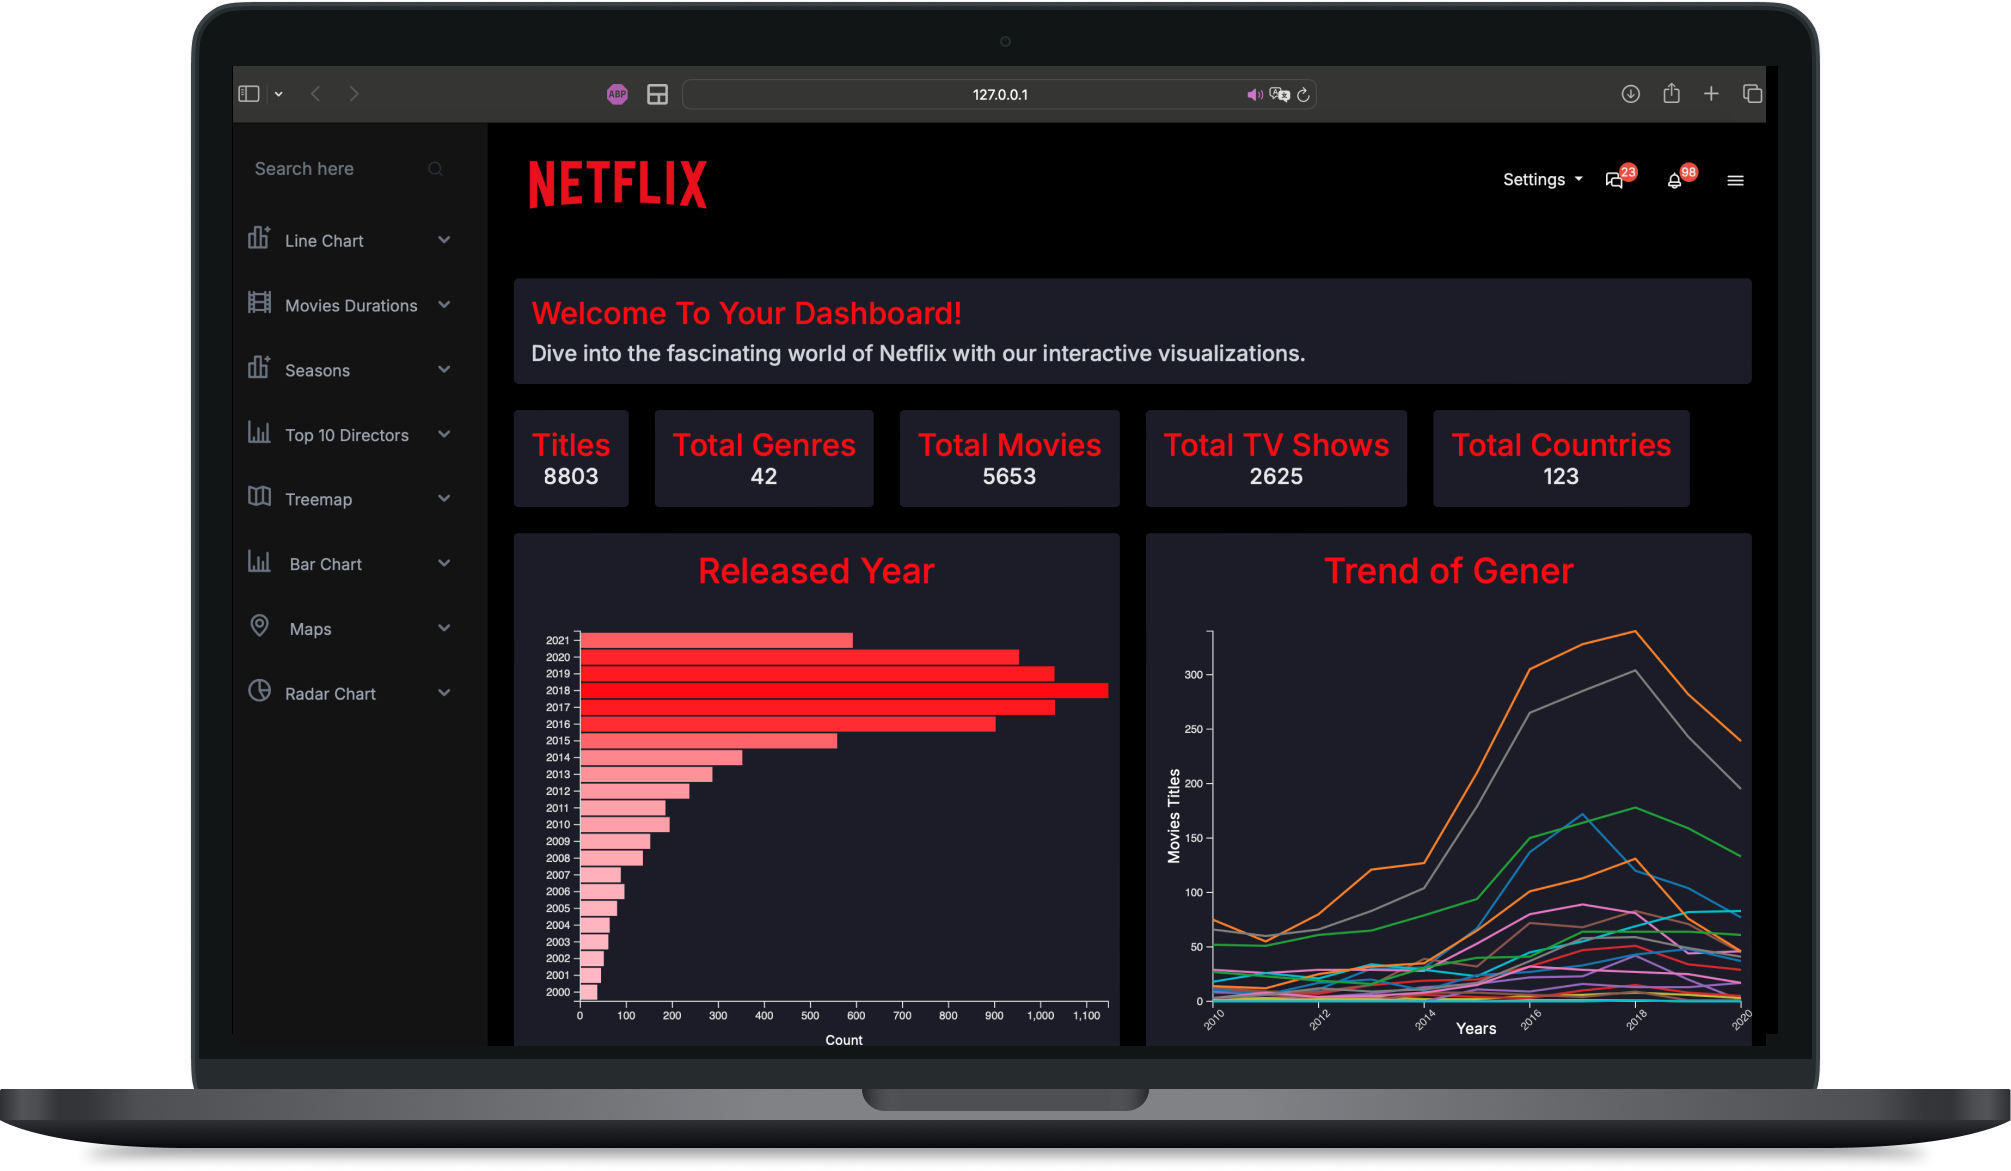 ABP
127.0.0.1
Search here
Line Chart
Movies Durations
Seasons
Top 10 Directors
Treemap
Bar Chart
Maps
Radar Chart
NETFLIX
Settings
23
98
Welcome To Your Dashboard!
Dive into the fascinating world of Netflix with our interactive visualizations.
Titles
8803
Total Genres
42
Total Movies
5653
Total TV Shows
2625
Total Countries
123
Released Year
2021
2020
2019
2018
2017
2016
2015
2014
2013
2012
2011
2010
2009
2008
2007
2006
2005
2004
2003
2002
2001
2000
0 100 200 300 400 500 600 700 800 900 1,000 1,100
Count
Trend of Gener
Movies Titles
300
250
200
150
100
50
0
2010 2012 2014 2016 2018 2020
Years